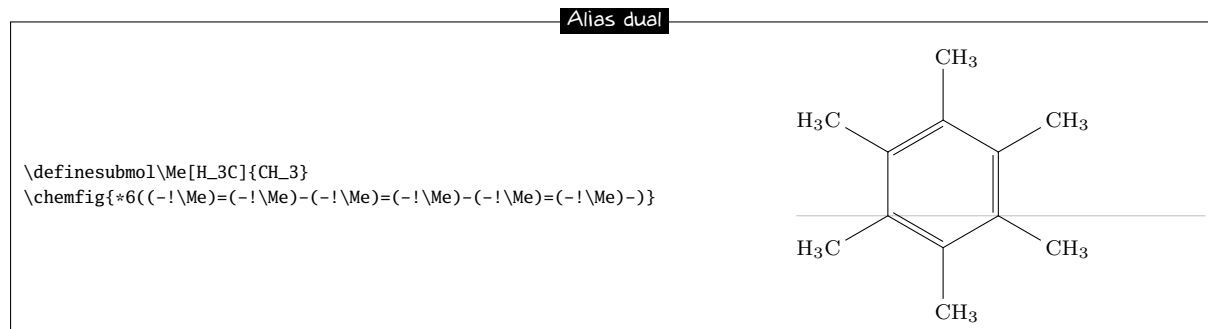 Alias dual
\definesubmol\Me[H_3C]{CH_3}
\chemfig{*6((-!\Me)=(-!\Me)-(-!\Me)=(-!\Me)-(-!\Me)=(-!\Me)-)}
CH3
H3C
CH3
H3C
CH3
CH3